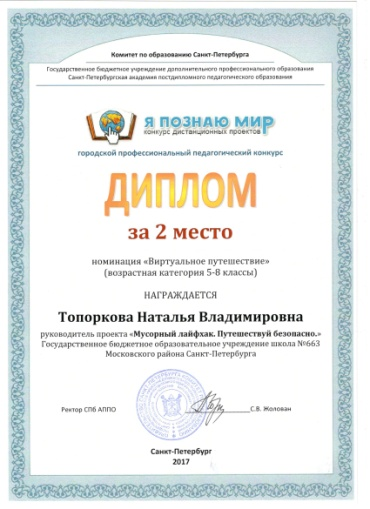 Комитет по образованию Санкт-Петербурга
Государственное бюджетное учреждение дополнительного профессионального образования
Санкт-Петербургская академия постдипломного педагогического образования
Я ПОЗНАЮ МИР
конкурс дистанционных проектов
городской профессиональный педагогический конкурс
ДИПЛОМ
за 2 место
номинация «Виртуальное путешествие»
(возрастная категория 5-8 классы)
НАГРАЖДАЕТСЯ
Топоркова Наталья Владимировна
руководитель проекта «Мусорный лайфхак. Путешествуй безопасно.»
Государственное бюджетное образовательное учреждение школа №663
Московского района Санкт-Петербурга
Ректор СПб АППО
С.В. Жолован
Санкт-Петербург
2017